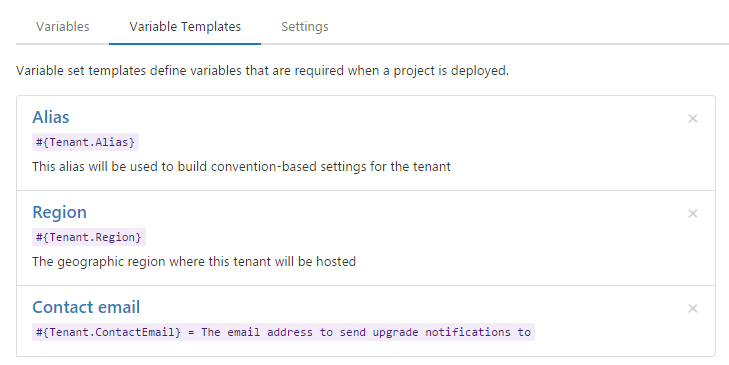 Variables Variable Templates Settings
Variable set templates define variables that are required when a project is deployed.
Alias
#{Tenant.Alias}
This alias will be used to build convention-based settings for the tenant
Region
#{Tenant.Region}
The geographic region where this tenant will be hosted
Contact email
#{Tenant.ContactEmail} = The email address to send upgrade notifications to